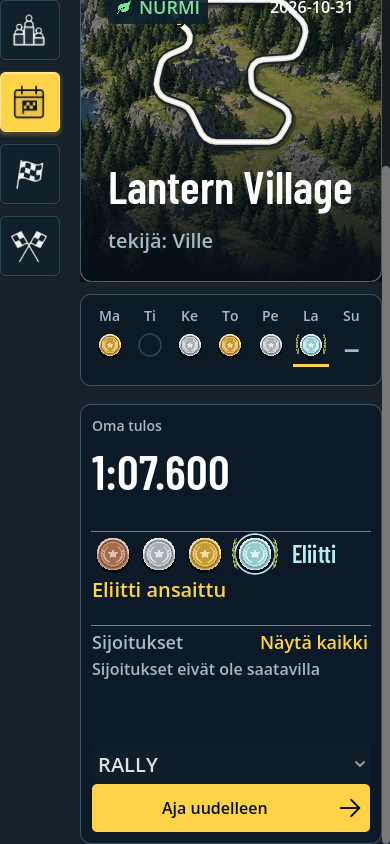 NURMI
2026-10-31
Lantern Village
tekijä: Ville
Ma Ti Ke To Pe La Su
Oma tulos
1:07.600
Eliitti
Eliitti ansaittu
Sijoitukset Näytä kaikki
Sijoitukset eivät ole saatavilla
RALLY
Aja uudelleen